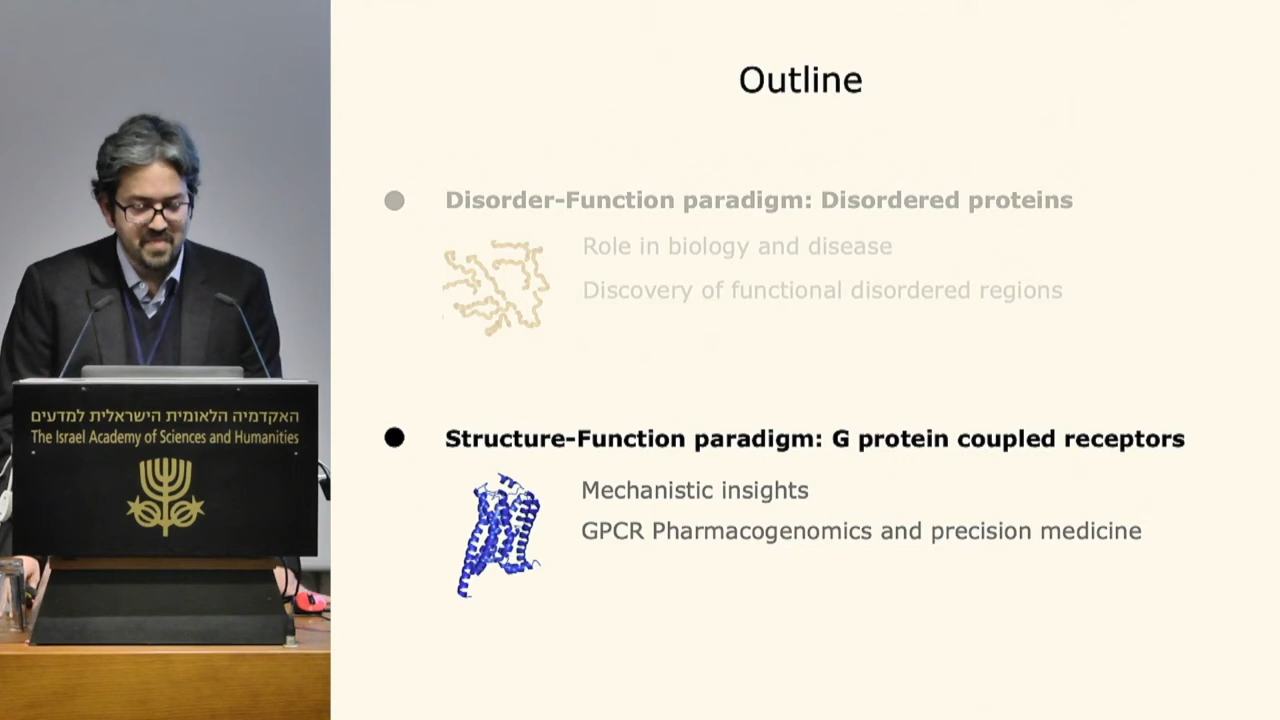 Outline
Disorder-Function paradigm: Disordered proteins
Role in biology and disease
Discovery of functional disordered regions
Structure-Function paradigm: G protein coupled receptors
Mechanistic insights
GPCR Pharmacogenomics and precision medicine
האקדמיה הלאומית הישראלית למדעים
The Israel Academy of Sciences and Humanities